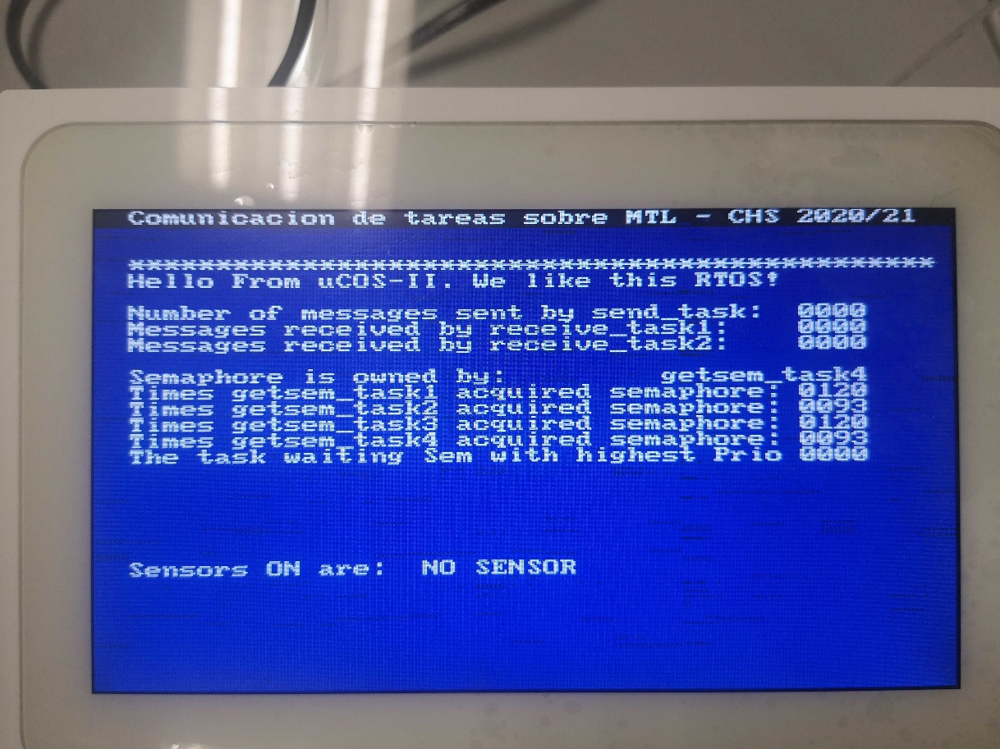 Comunicacion de tareas sobre MTL - CHS 2020/21
***********************************************
Hello From uCOS-II. We like this RTOS!
Number of messages sent by send_task: 0000
Messages received by receive_task1: 0000
Messages received by receive_task2: 0000
Semaphore is owned by: getsem_task4
Times getsem_task1 acquired semaphore: 0120
Times getsem_task2 acquired semaphore: 0093
Times getsem_task3 acquired semaphore: 0120
Times getsem_task4 acquired semaphore: 0093
The task waiting Sem with highest Prio 0000
Sensors ON are: NO SENSOR